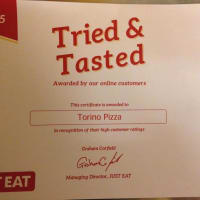 5
Tried &
Tasted
Awarded by our online customers
This certificate is awarded to
Torino Pizza
in recognition of their high customer ratings
Graham Corfield
Managing Director, JUST EAT
T EAT